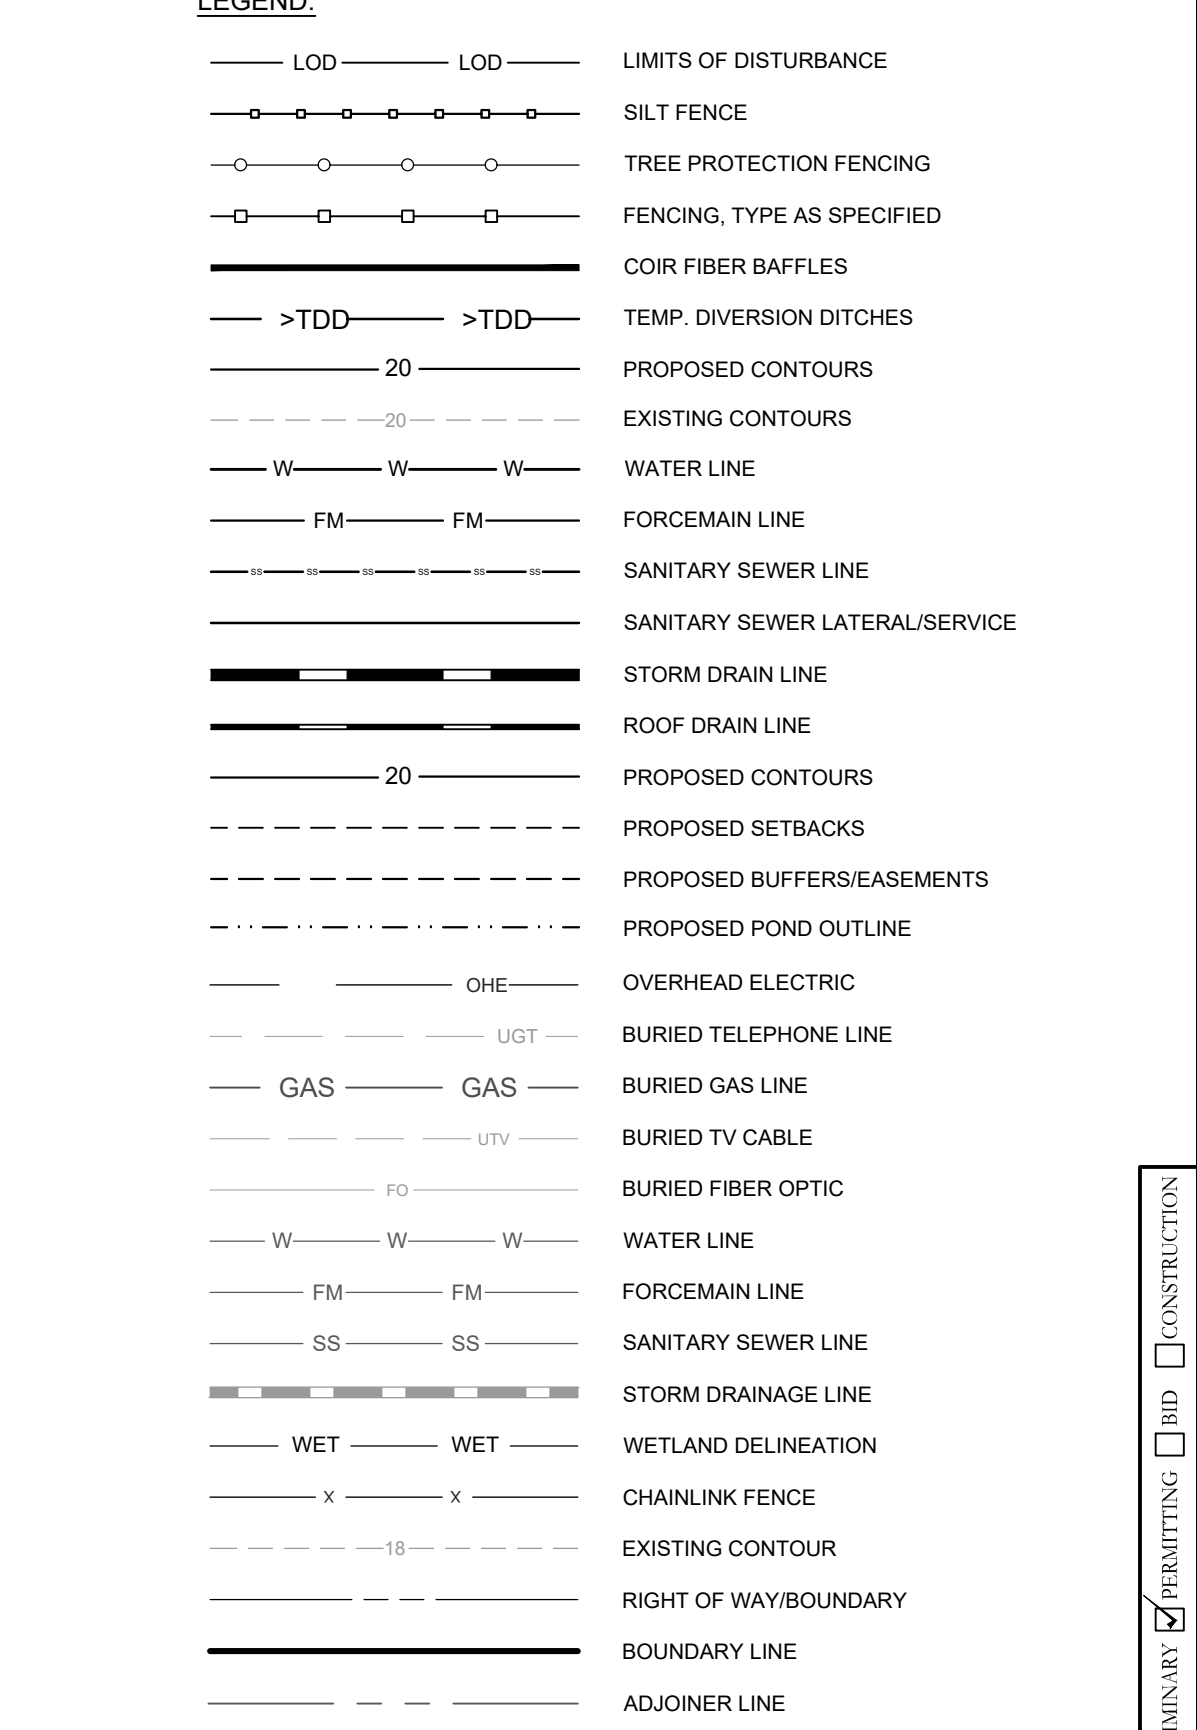 LEGEND:
LOD LOD LIMITS OF DISTURBANCE
SILT FENCE
TREE PROTECTION FENCING
FENCING, TYPE AS SPECIFIED
COIR FIBER BAFFLES
>TDD >TDD TEMP. DIVERSION DITCHES
20 PROPOSED CONTOURS
20 EXISTING CONTOURS
W W W WATER LINE
FM FM FORCEMAIN LINE
SS SS SS SS SS SS SANITARY SEWER LINE
SANITARY SEWER LATERAL/SERVICE
STORM DRAIN LINE
ROOF DRAIN LINE
20 PROPOSED CONTOURS
PROPOSED SETBACKS
PROPOSED BUFFERS/EASEMENTS
PROPOSED POND OUTLINE
OHE OVERHEAD ELECTRIC
UGT BURIED TELEPHONE LINE
GAS GAS BURIED GAS LINE
UTV BURIED TV CABLE
FO BURIED FIBER OPTIC
W W W WATER LINE
FM FM FORCEMAIN LINE
SS SS SANITARY SEWER LINE
STORM DRAINAGE LINE
WET WET WETLAND DELINEATION
X X CHAINLINK FENCE
18 EXISTING CONTOUR
RIGHT OF WAY/BOUNDARY
BOUNDARY LINE
ADJOINER LINE
PERMITTING BID CONSTRUCTION